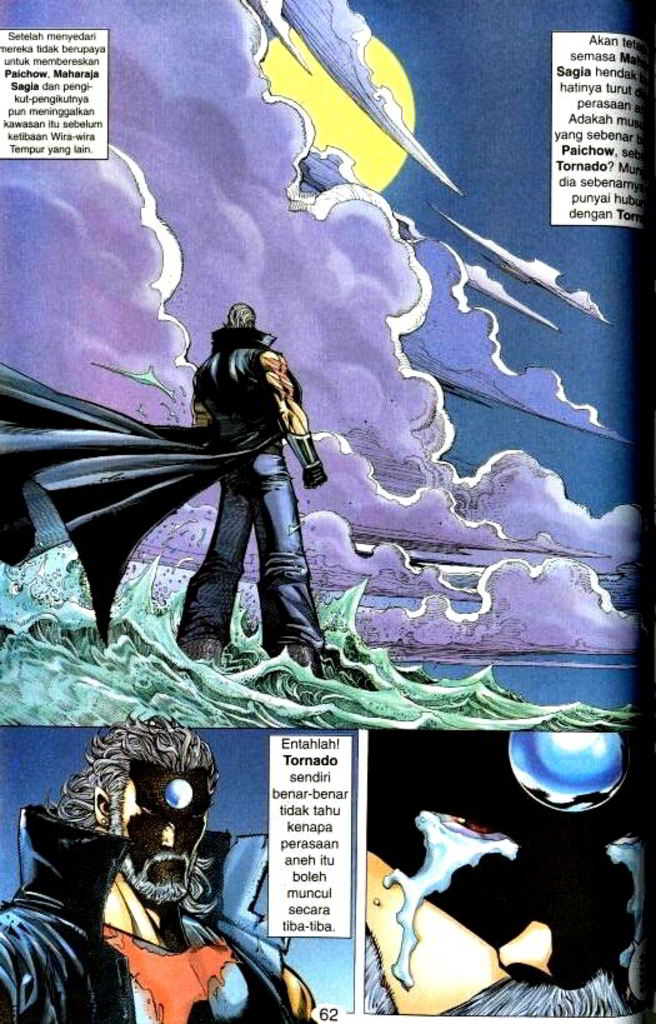 Setelah menyedari
mereka tidak berupaya
untuk membereskan
Paichow, Maharaja
Sagia dan pengi-
kut-pengikutnya
pun meninggalkan
kawasan itu sebelum
ketibaan Wira-wira
Tempur yang lain.
Akan
semasa
Sagia hendak
hatinya turut
perasaan
Adakah
yang sebenar
Paichow,
Tornado?
dia sebenarnya
punyai
dengan
Entahlah!
Tornado
sendiri
benar-benar
tidak tahu
kenapa
perasaan
aneh itu
boleh
muncul
secara
tiba-tiba.
62